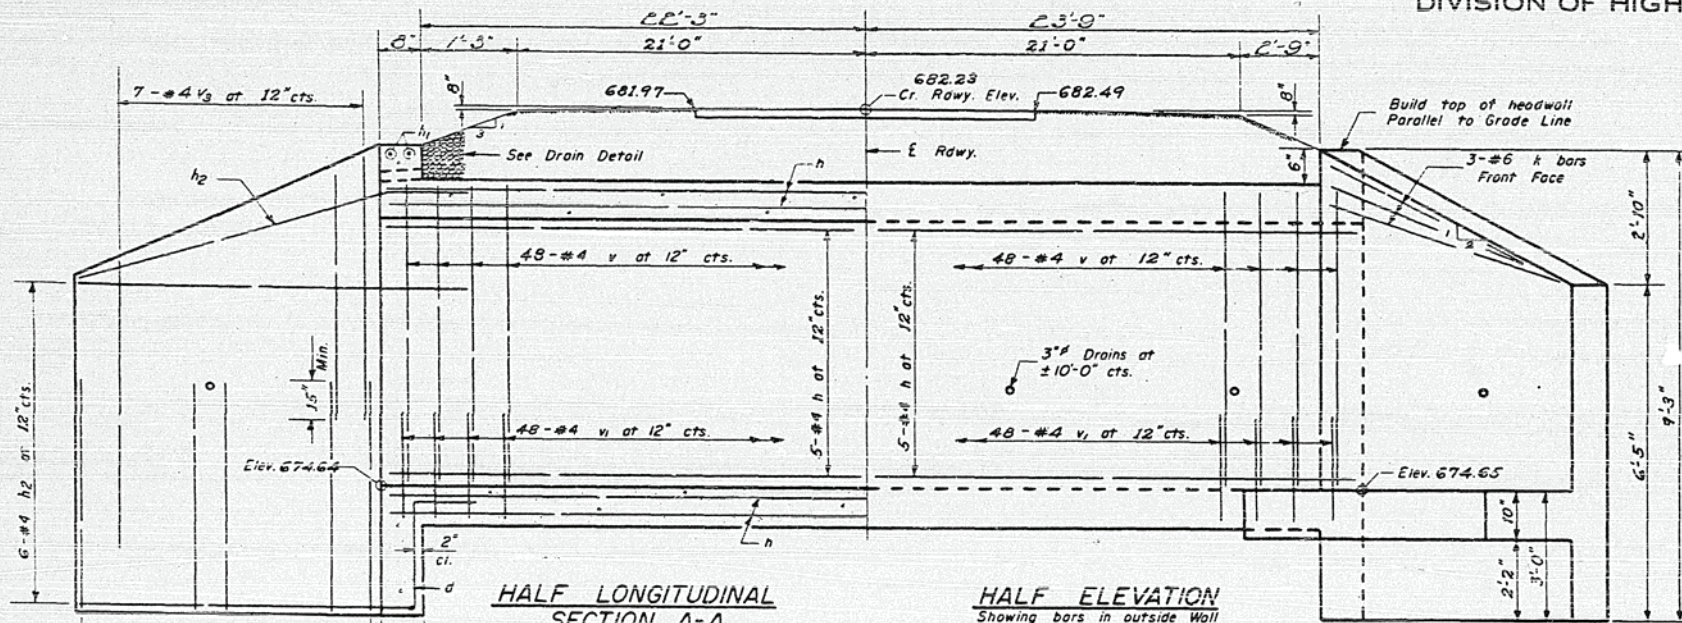 DIVISION OF HIGH
22'-3"
23'-9"
8"
1'-3"
21'-0"
21'-0"
2'-9"
7-#4 v3 at 12"cts.
8"
681.97
682.23
Cr. Rdwy. Elev.
682.49
8"
Build top of headwall
Parallel to Grade Line
h1
3
1
See Drain Detail
℄ Rdwy.
h
6"
3-#6 k bars
Front Face
h2
1
2
2'-10"
48-#4 v at 12" cts.
48-#4 v at 12" cts.
5-#4 h at 12"cts.
5-#4 h at 12"cts.
3"ø Drains at
±10'-0" cts.
15"
Min.
6-#4 h2 at 12"cts.
48-#4 v1 at 12" cts.
48-#4 v1 at 12" cts.
9'-3"
6'-5"
Elev. 674.64
Elev. 674.65
10"
3'-0"
2'-2"
2"
cl.
d
h
HALF LONGITUDINAL
SECTION A-A
HALF ELEVATION
Showing bars in outside Wall